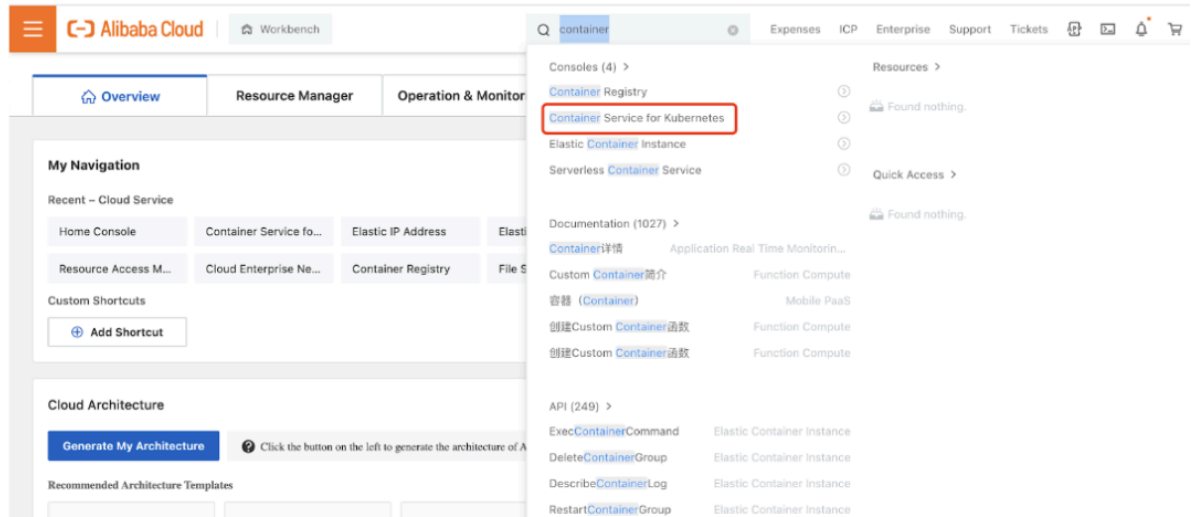 Alibaba Cloud
Workbench
container
Expenses ICP Enterprise Support Tickets
Overview
Resource Manager
Operation & Monitor
My Navigation
Recent – Cloud Service
Home Console Container Service fo... Elastic IP Address Elasti
Resource Access M... Cloud Enterprise Ne... Container Registry File S
Custom Shortcuts
Add Shortcut
Cloud Architecture
Generate My Architecture
Click the button on the left to generate the architecture of A
Recommended Architecture Templates
Consoles (4) >
Container Registry
Container Service for Kubernetes
Elastic Container Instance
Serverless Container Service
Documentation (1027) >
Container详情 Application Real Time Monitorin...
Custom Container简介 Function Compute
容器（Container） Mobile PaaS
创建Custom Container函数 Function Compute
创建Custom Container函数 Function Compute
API (249) >
ExecContainerCommand Elastic Container Instance
DeleteContainerGroup Elastic Container Instance
DescribeContainerLog Elastic Container Instance
RestartContainerGroup Elastic Container Instance
Resources >
Found nothing.
Quick Access >
Found nothing.